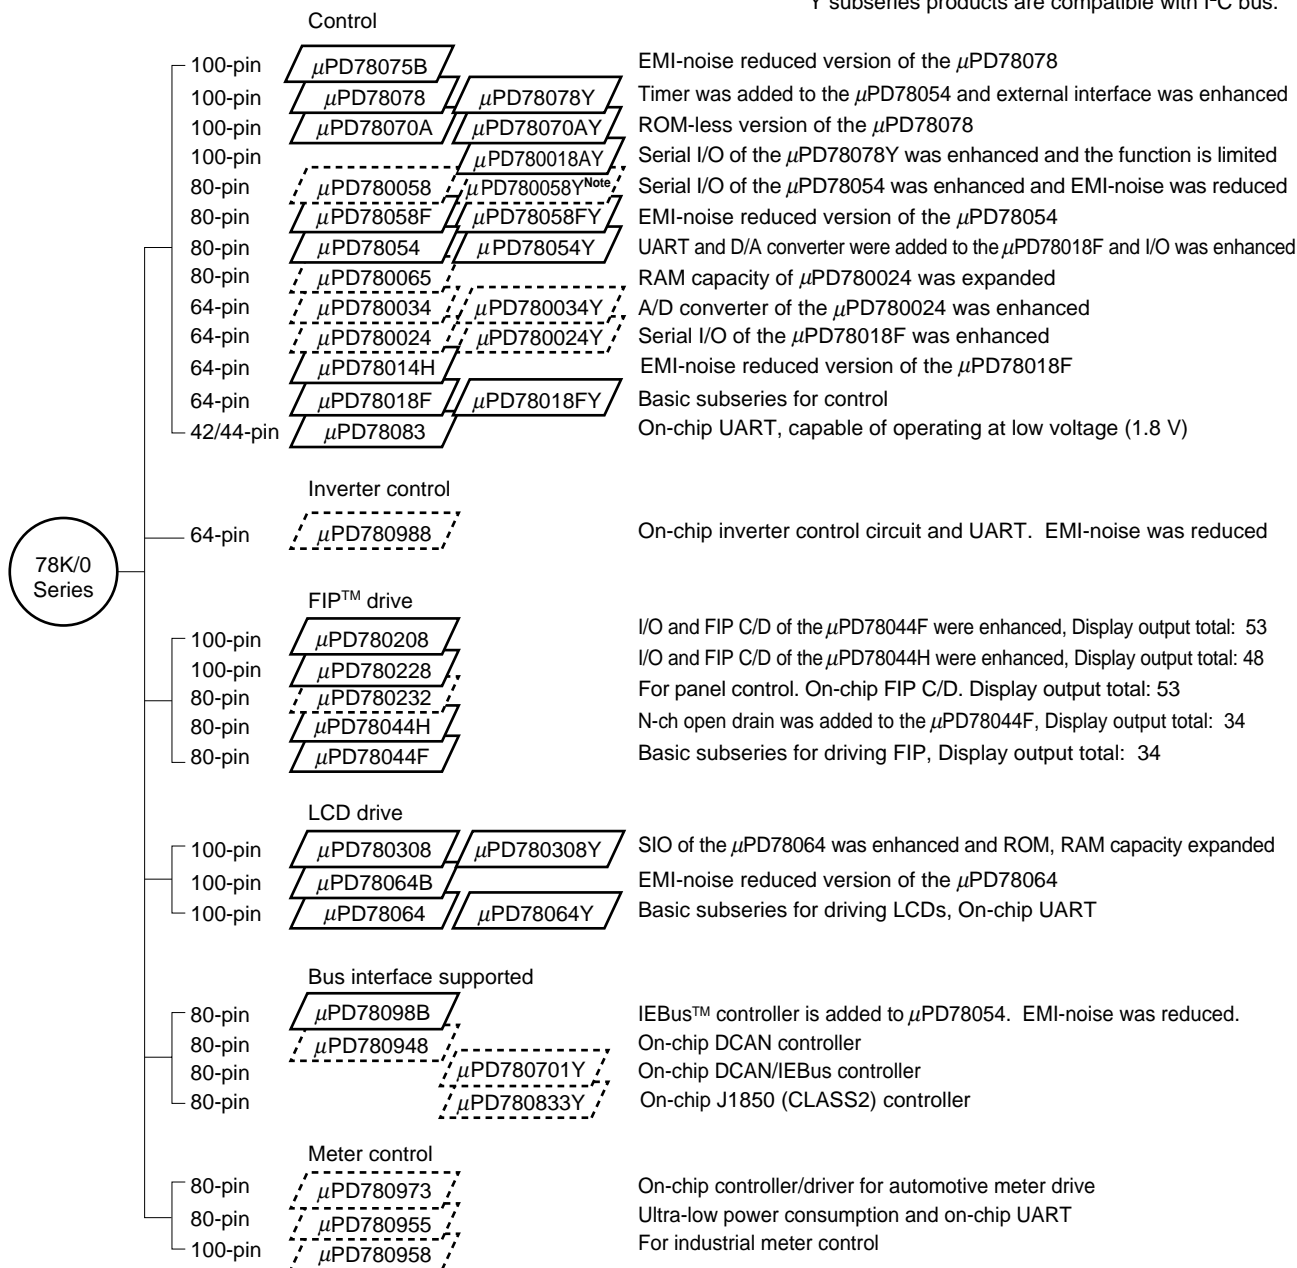 Y subseries products are compatible with I²C bus.
Control
100-pin μPD78075B EMI-noise reduced version of the μPD78078
100-pin μPD78078 μPD78078Y Timer was added to the μPD78054 and external interface was enhanced
100-pin μPD78070A μPD78070AY ROM-less version of the μPD78078
100-pin μPD780018AY Serial I/O of the μPD78078Y was enhanced and the function is limited
80-pin μPD780058 μPD780058Y Note Serial I/O of the μPD78054 was enhanced and EMI-noise was reduced
80-pin μPD78058F μPD78058FY EMI-noise reduced version of the μPD78054
80-pin μPD78054 μPD78054Y UART and D/A converter were added to the μPD78018F and I/O was enhanced
80-pin μPD780065 RAM capacity of μPD780024 was expanded
64-pin μPD780034 μPD780034Y A/D converter of the μPD780024 was enhanced
64-pin μPD780024 μPD780024Y Serial I/O of the μPD78018F was enhanced
64-pin μPD78014H EMI-noise reduced version of the μPD78018F
64-pin μPD78018F μPD78018FY Basic subseries for control
42/44-pin μPD78083 On-chip UART, capable of operating at low voltage (1.8 V)
Inverter control
64-pin μPD780988 On-chip inverter control circuit and UART. EMI-noise was reduced
78K/0
Series
FIP™ drive
100-pin μPD780208 I/O and FIP C/D of the μPD78044F were enhanced, Display output total: 53
100-pin μPD780228 I/O and FIP C/D of the μPD78044H were enhanced, Display output total: 48
80-pin μPD780232 For panel control. On-chip FIP C/D. Display output total: 53
80-pin μPD78044H N-ch open drain was added to the μPD78044F, Display output total: 34
80-pin μPD78044F Basic subseries for driving FIP, Display output total: 34
LCD drive
100-pin μPD780308 μPD780308Y SIO of the μPD78064 was enhanced and ROM, RAM capacity expanded
100-pin μPD78064B EMI-noise reduced version of the μPD78064
100-pin μPD78064 μPD78064Y Basic subseries for driving LCDs, On-chip UART
Bus interface supported
80-pin μPD78098B IEBus™ controller is added to μPD78054. EMI-noise was reduced.
80-pin μPD780948 On-chip DCAN controller
80-pin μPD780701Y On-chip DCAN/IEBus controller
80-pin μPD780833Y On-chip J1850 (CLASS2) controller
Meter control
80-pin μPD780973 On-chip controller/driver for automotive meter drive
80-pin μPD780955 Ultra-low power consumption and on-chip UART
100-pin μPD780958 For industrial meter control